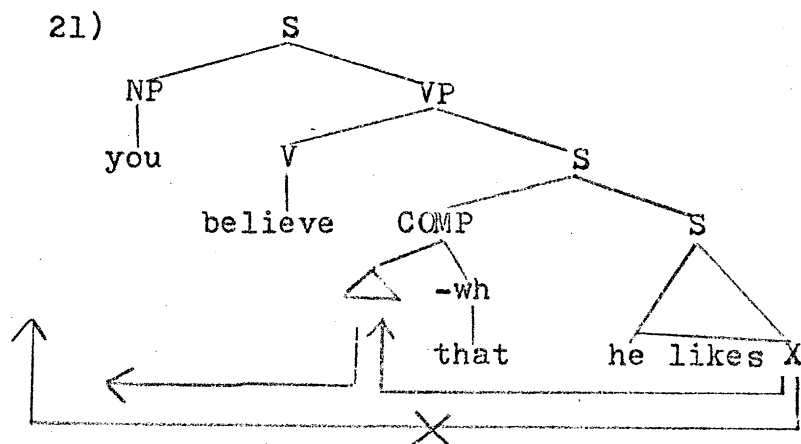 21) S
NP VP
you V S
believe COMP S
-wh
that he likes X